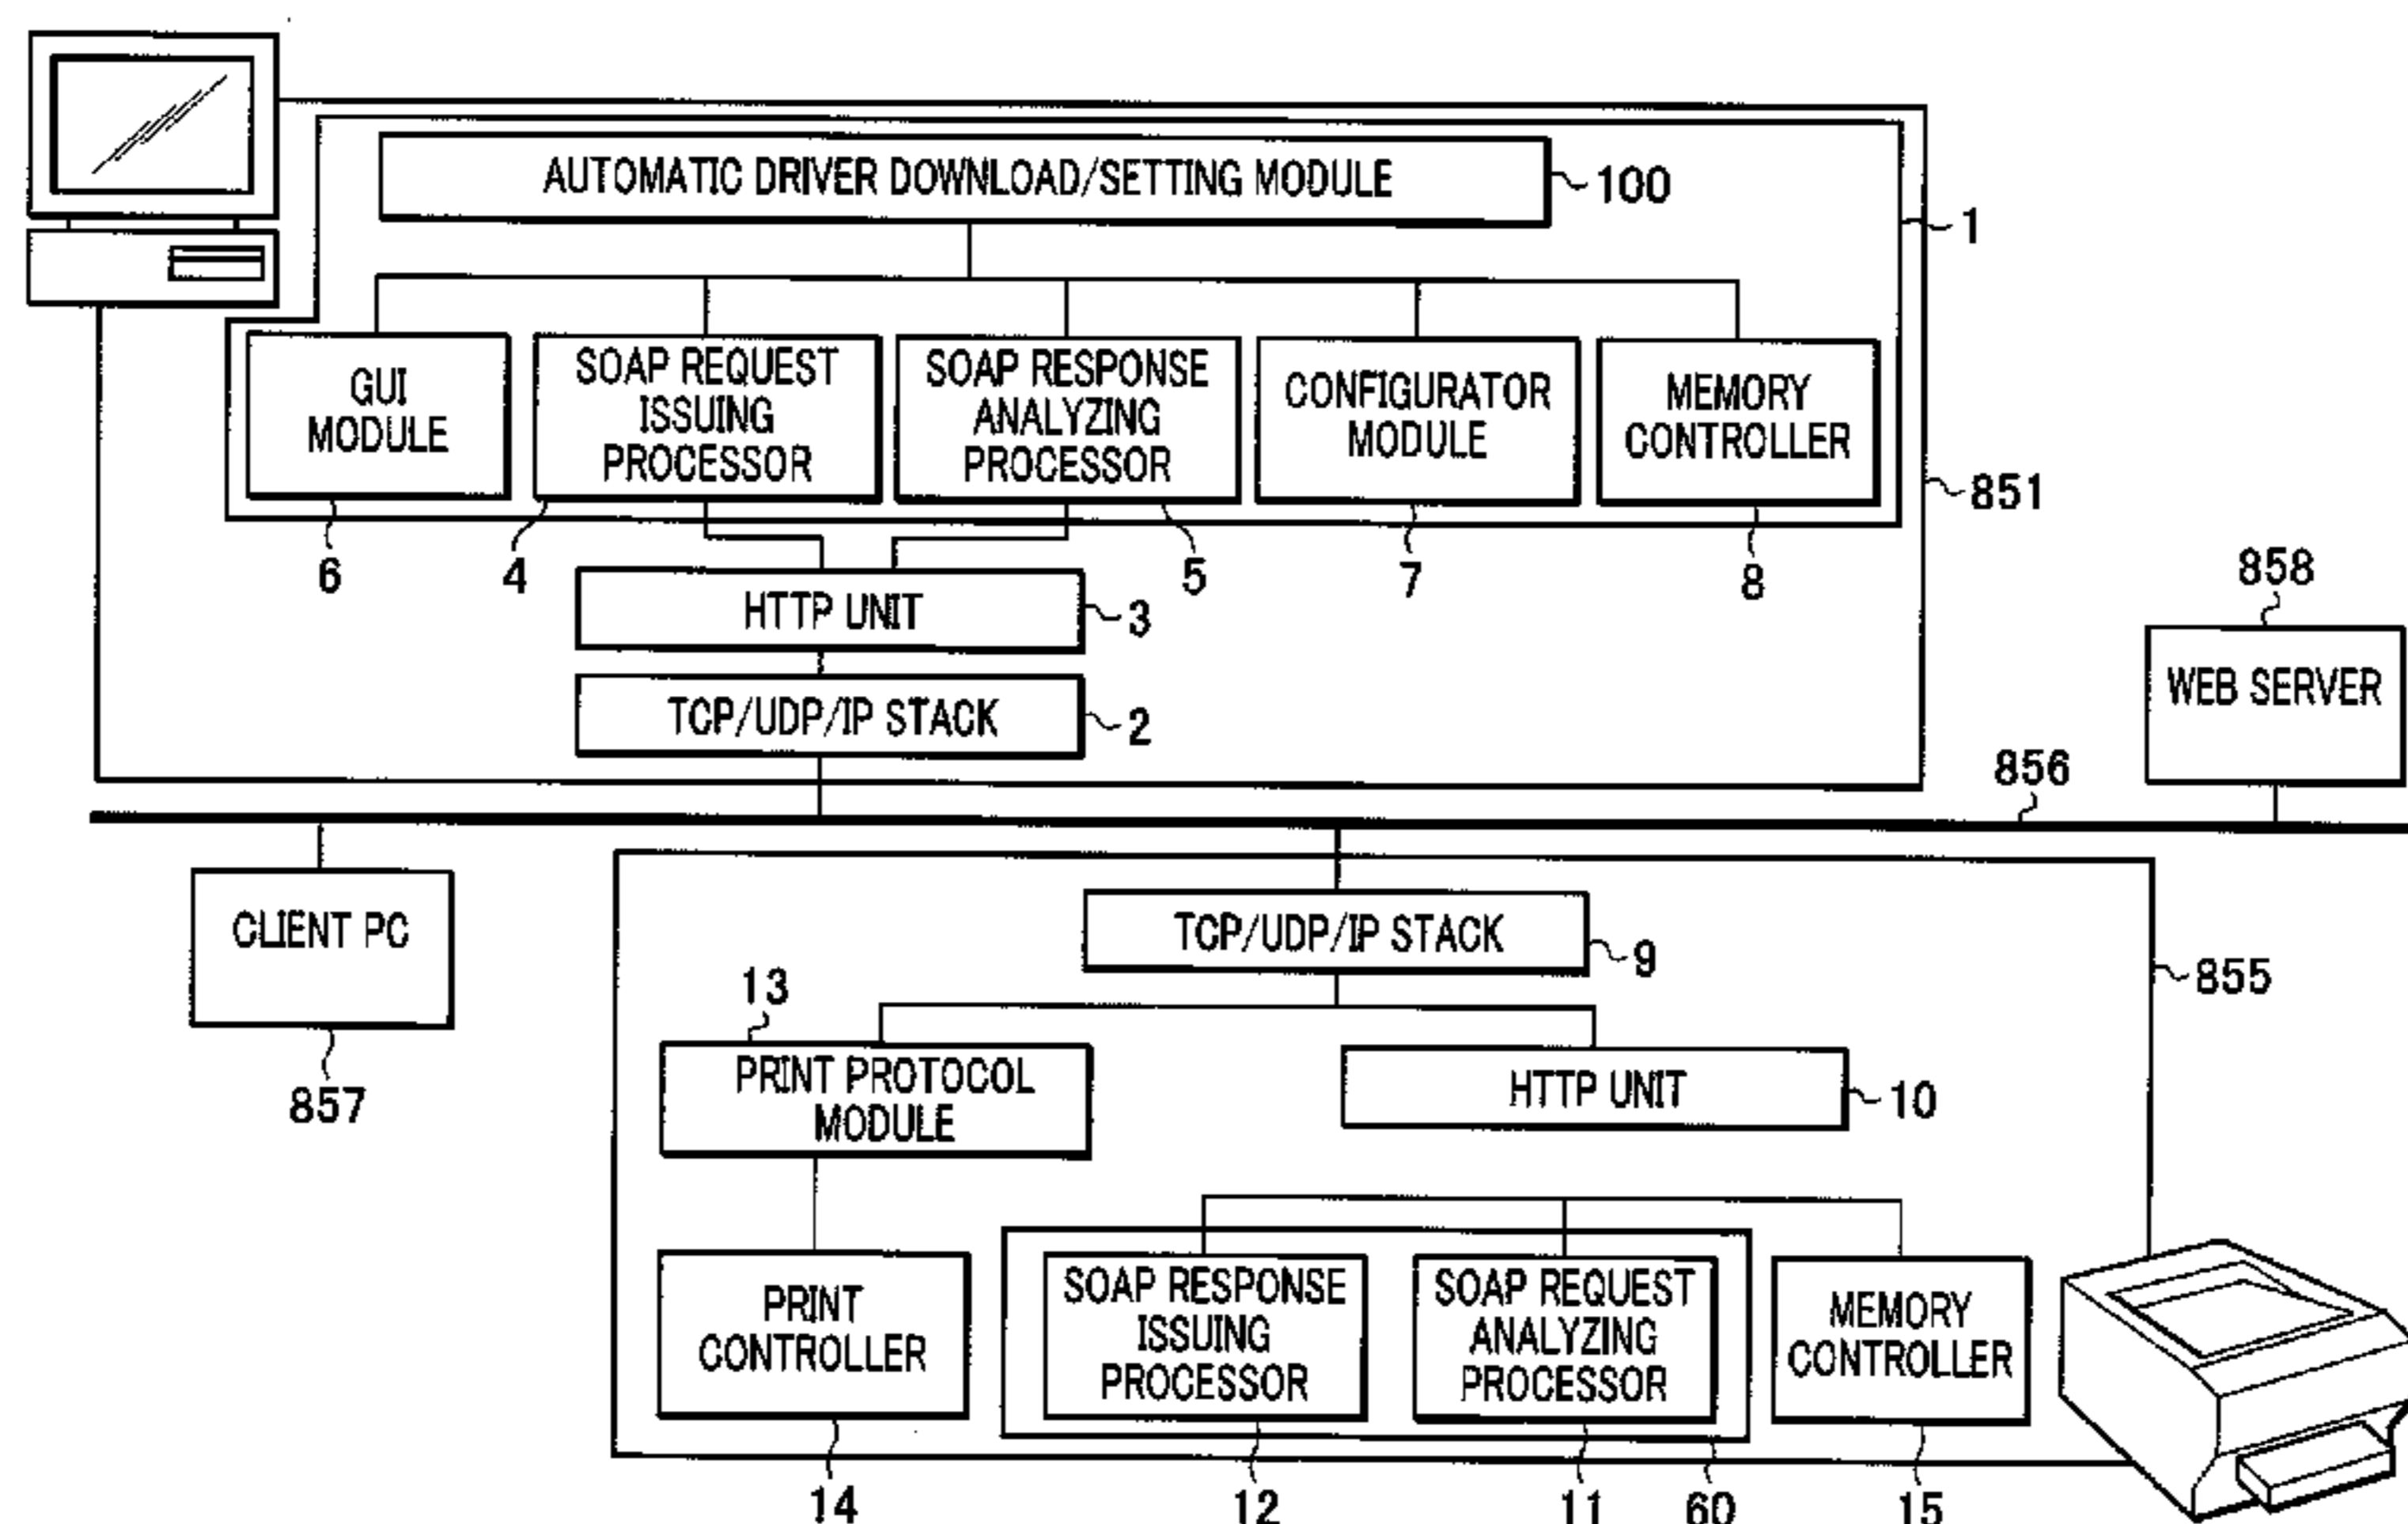 AUTOMATIC DRIVER DOWNLOAD/SETTING MODULE
100
1
GUI
MODULE
SOAP REQUEST
ISSUING
PROCESSOR
SOAP RESPONSE
ANALYZING
PROCESSOR
CONFIGURATOR
MODULE
MEMORY
CONTROLLER
851
6
4
5
7
8
858
HTTP UNIT
3
WEB SERVER
TCP/UDP/IP STACK
2
856
CLIENT PC
857
TCP/UDP/IP STACK
9
855
13
PRINT PROTOCOL
MODULE
HTTP UNIT
10
PRINT
CONTROLLER
SOAP RESPONSE
ISSUING
PROCESSOR
SOAP REQUEST
ANALYZING
PROCESSOR
MEMORY
CONTROLLER
14
12
11
60
15